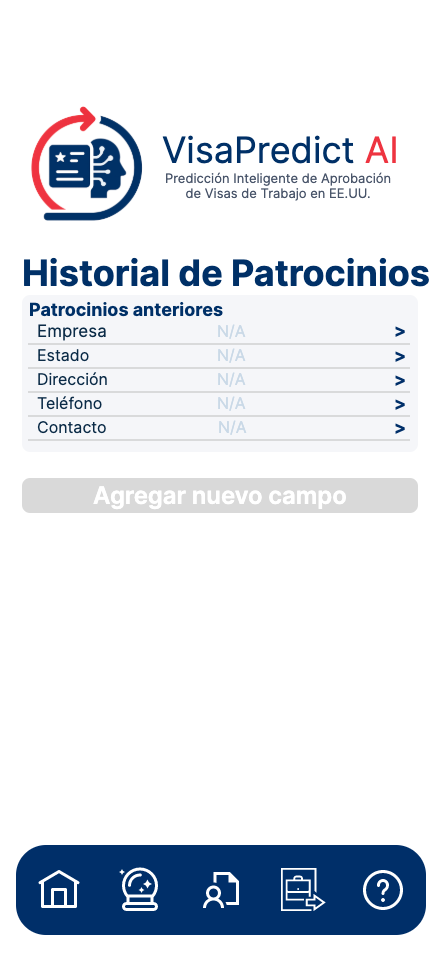 VisaPredict AI
Predicción Inteligente de Aprobación
de Visas de Trabajo en EE.UU.
Historial de Patrocinios
Patrocinios anteriores
Empresa N/A >
Estado N/A >
Dirección N/A >
Teléfono N/A >
Contacto N/A >
Agregar nuevo campo
?